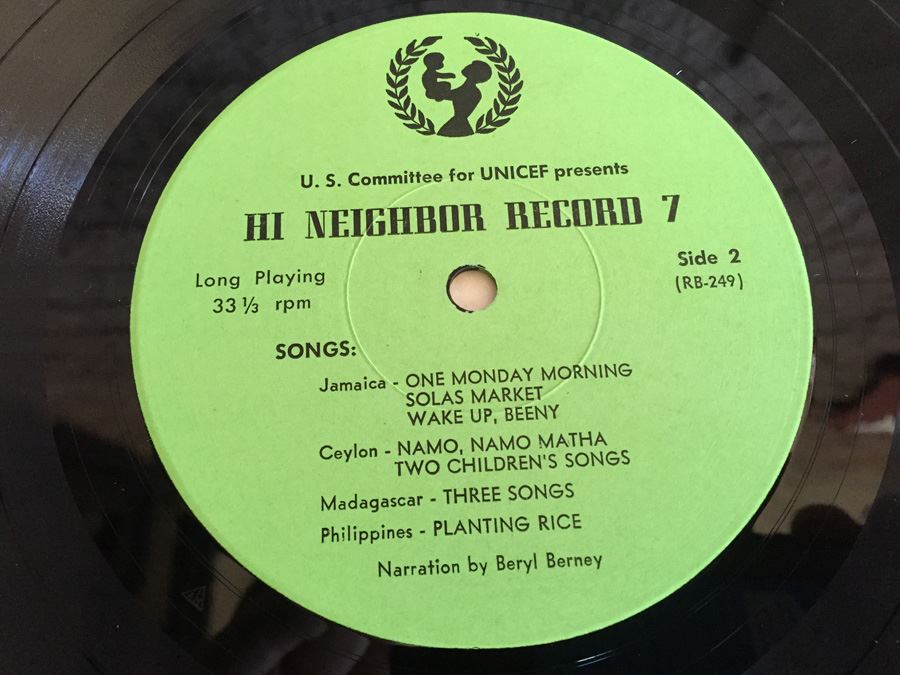 U. S. Committee for UNICEF presents
HI NEIGHBOR RECORD 7
Long Playing
33 ⅓ rpm
Side 2
(RB-249)
SONGS:
Jamaica - ONE MONDAY MORNING
SOLAS MARKET
WAKE UP, BEENY
Ceylon - NAMO, NAMO MATHA
TWO CHILDREN'S SONGS
Madagascar - THREE SONGS
Philippines - PLANTING RICE
Narration by Beryl Berney